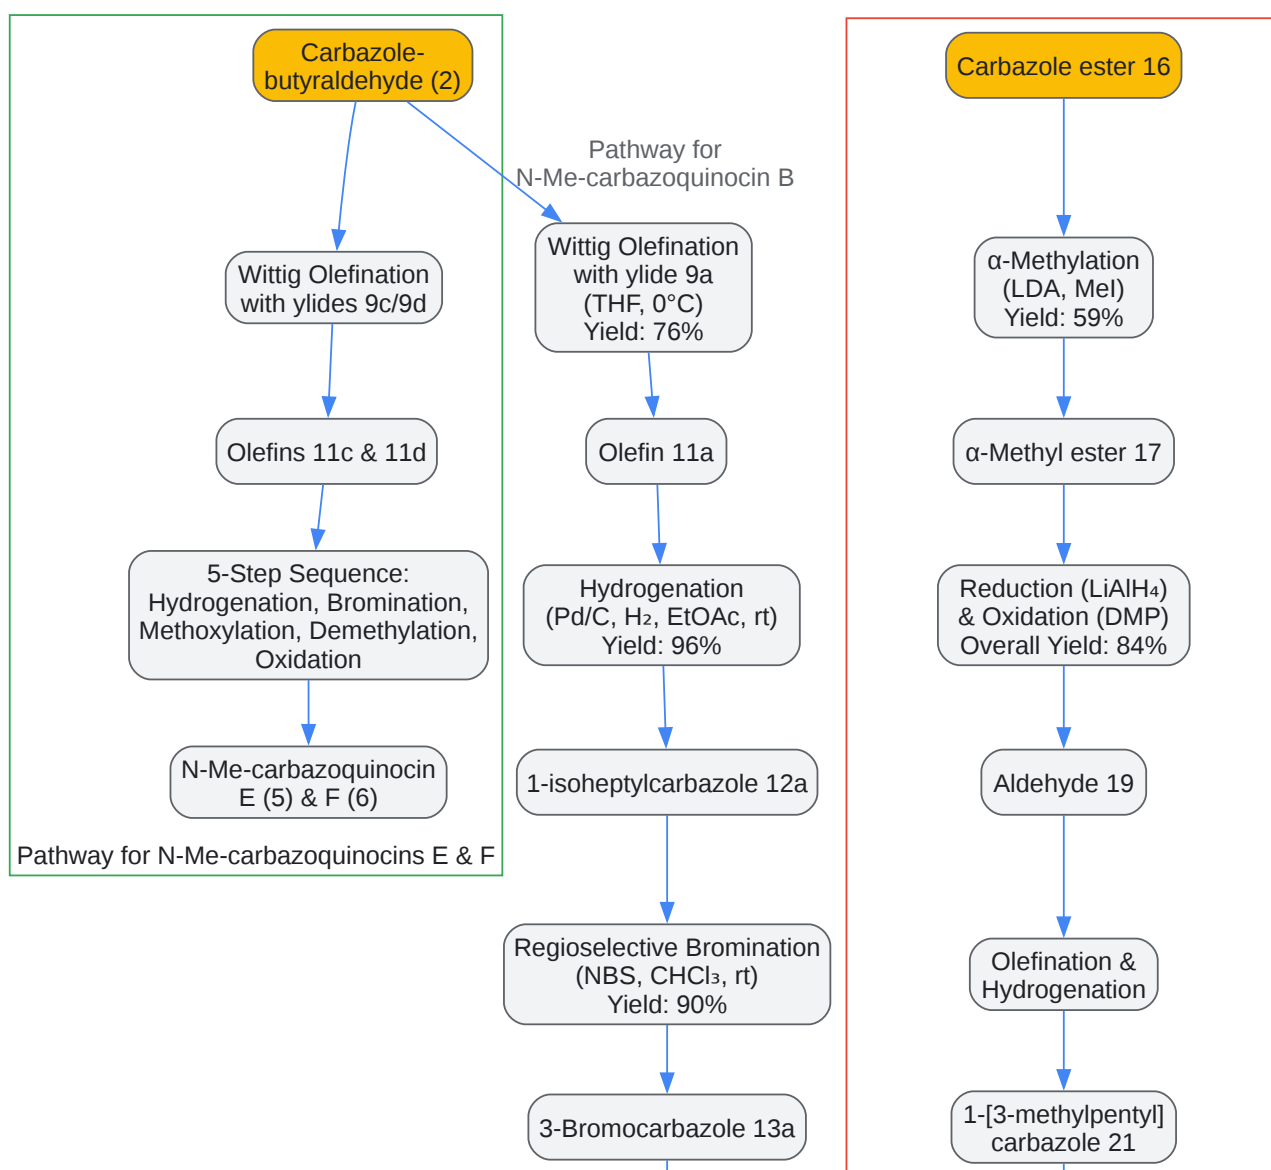 Carbazole-
butyraldehyde (2)
Wittig Olefination
with ylides 9c/9d
Olefins 11c & 11d
5-Step Sequence:
Hydrogenation, Bromination,
Methoxylation, Demethylation,
Oxidation
N-Me-carbazoquinocin
E (5) & F (6)
Pathway for N-Me-carbazoquinocins E & F
Pathway for
N-Me-carbazoquinocin B
Wittig Olefination
with ylide 9a
(THF, 0°C)
Yield: 76%
Olefin 11a
Hydrogenation
(Pd/C, H₂, EtOAc, rt)
Yield: 96%
1-isoheptylcarbazole 12a
Regioselective Bromination
(NBS, CHCl₃, rt)
Yield: 90%
3-Bromocarbazole 13a
Carbazole ester 16
α-Methylation
(LDA, MeI)
Yield: 59%
α-Methyl ester 17
Reduction (LiAlH₄)
& Oxidation (DMP)
Overall Yield: 84%
Aldehyde 19
Olefination &
Hydrogenation
1-[3-methylpentyl]
carbazole 21